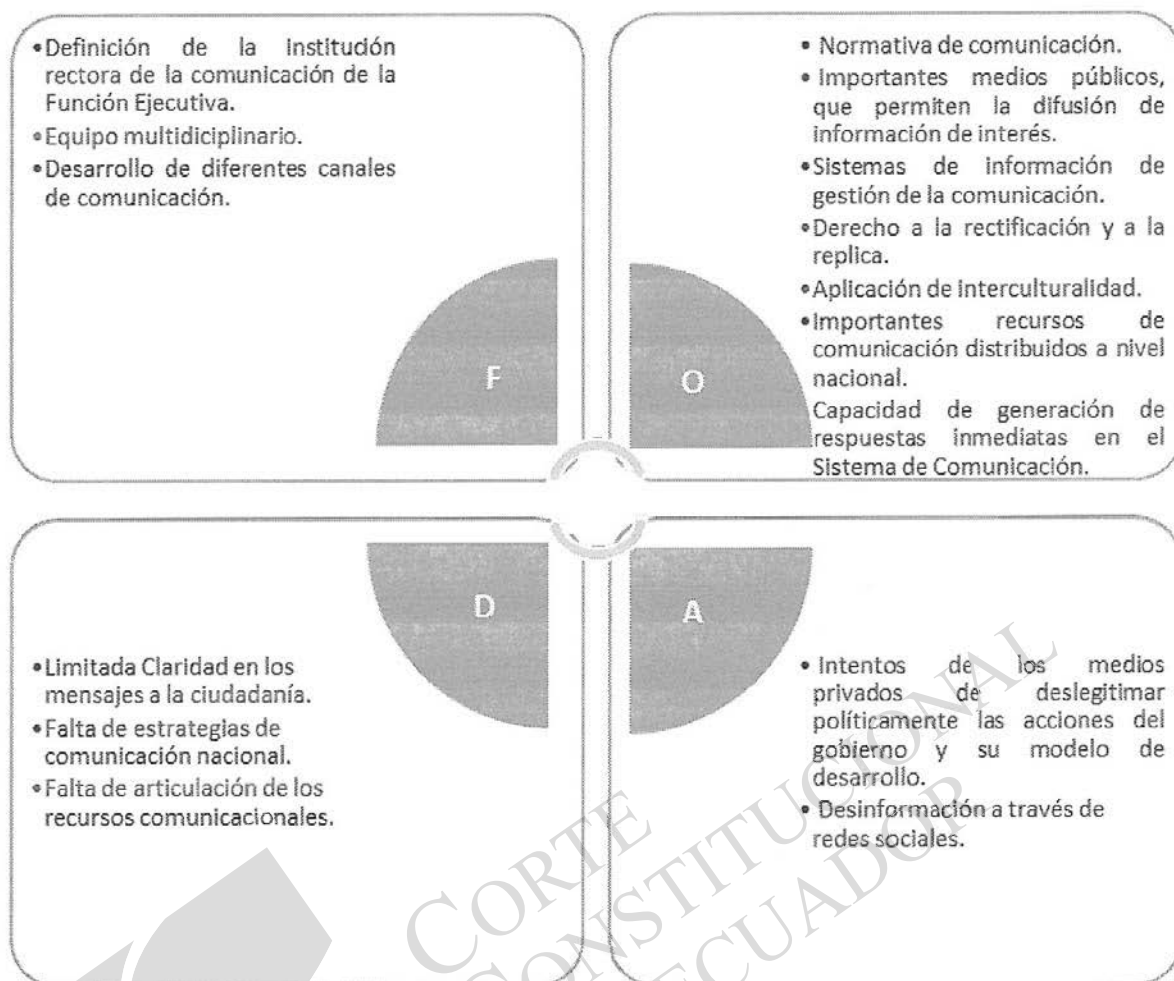 •Definición de la institución
rectora de la comunicación de la
Función Ejecutiva.
•Equipo multidiciplinario.
•Desarrollo de diferentes canales
de comunicación.
F
• Normativa de comunicación.
• Importantes medios públicos,
que permiten la difusión de
información de interés.
•Sistemas de información de
gestión de la comunicación.
•Derecho a la rectificación y a la
replica.
•Aplicación de interculturalidad.
•Importantes recursos de
comunicación distribuidos a nivel
nacional.
Capacidad de generación de
respuestas inmediatas en el
Sistema de Comunicación.
O
D
•Limitada Claridad en los
mensajes a la ciudadanía.
•Falta de estrategias de
comunicación nacional.
•Falta de articulación de los
recursos comunicacionales.
A
• Intentos de los medios
privados de deslegitimar
políticamente las acciones del
gobierno y su modelo de
desarrollo.
• Desinformación a través de
redes sociales.
CORTE
CONSTITUCIONAL
ECUADOR